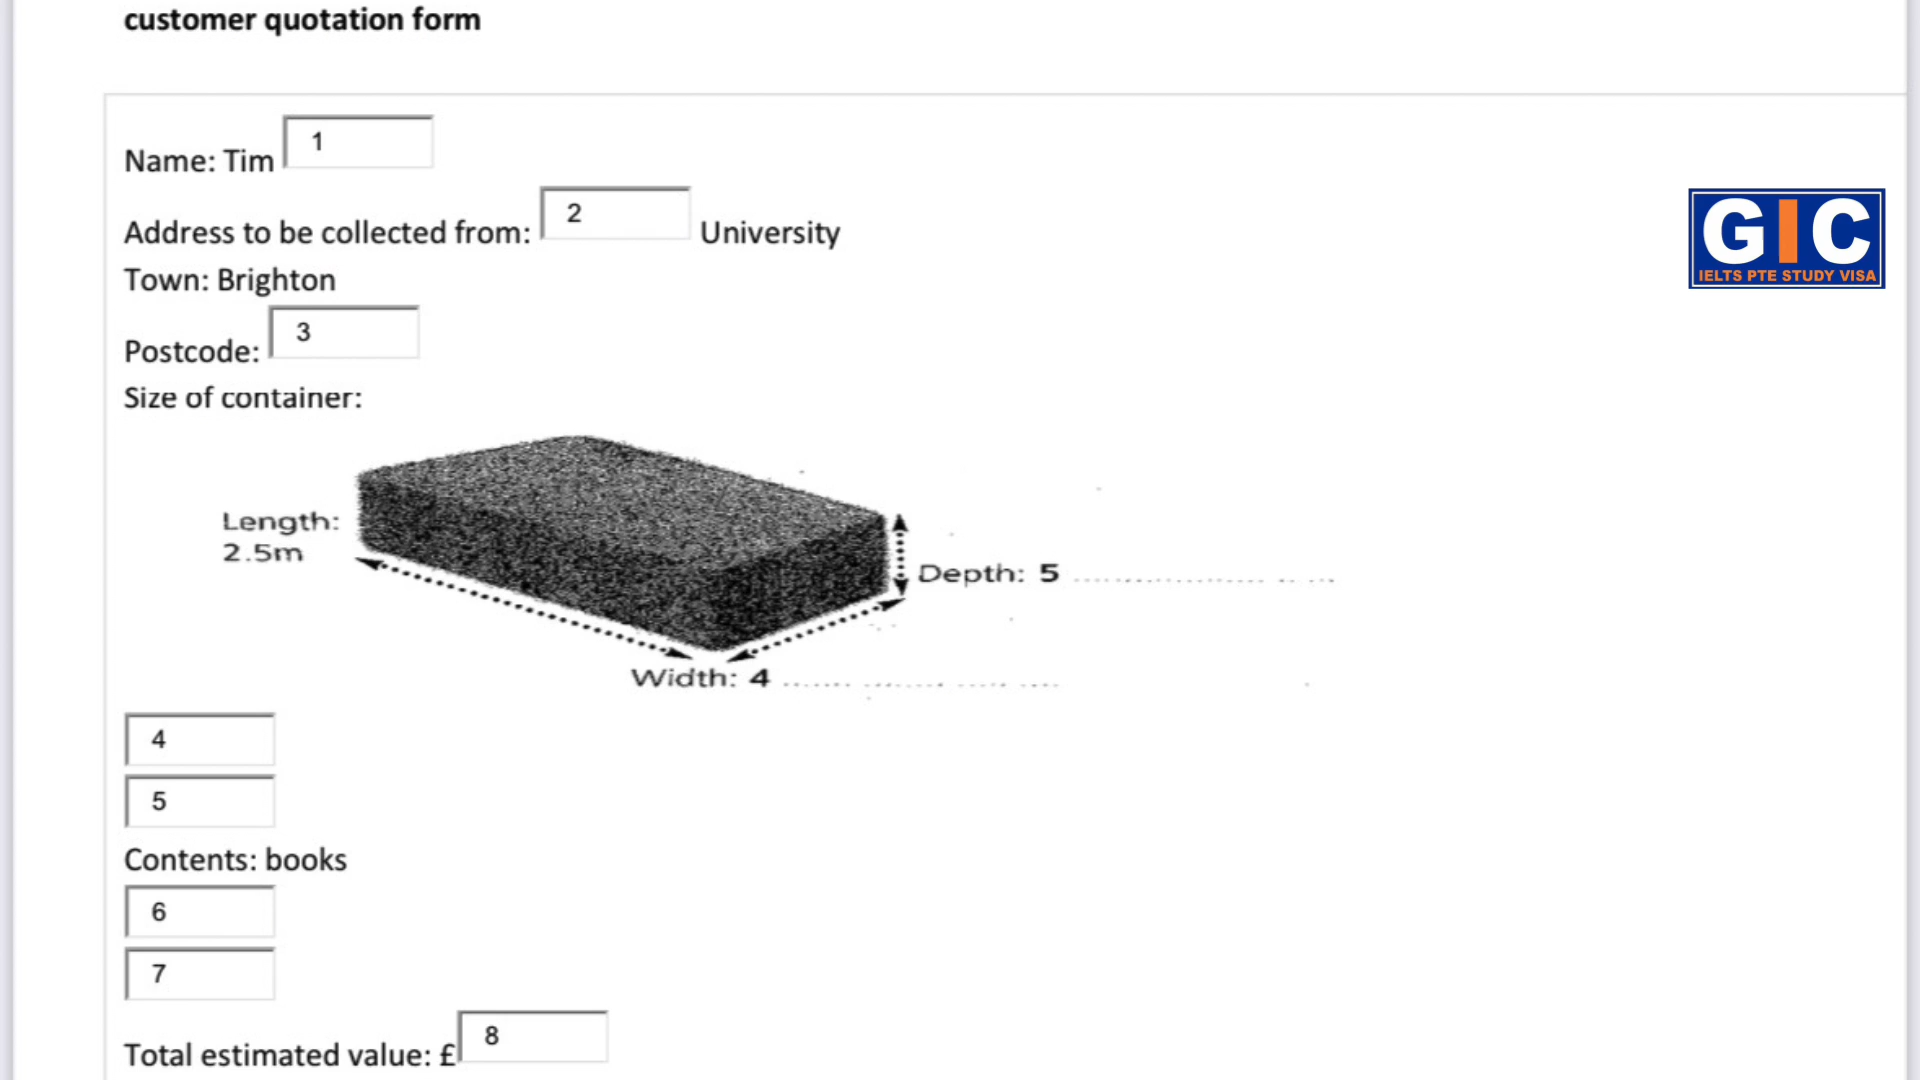 customer quotation form
Name: Tim 1
Address to be collected from: 2 University
Town: Brighton
Postcode: 3
Size of container:
Length:
2.5m
Depth: 5
Width: 4
4
5
Contents: books
6
7
Total estimated value: £ 8
GIC
IELTS PTE STUDY VISA